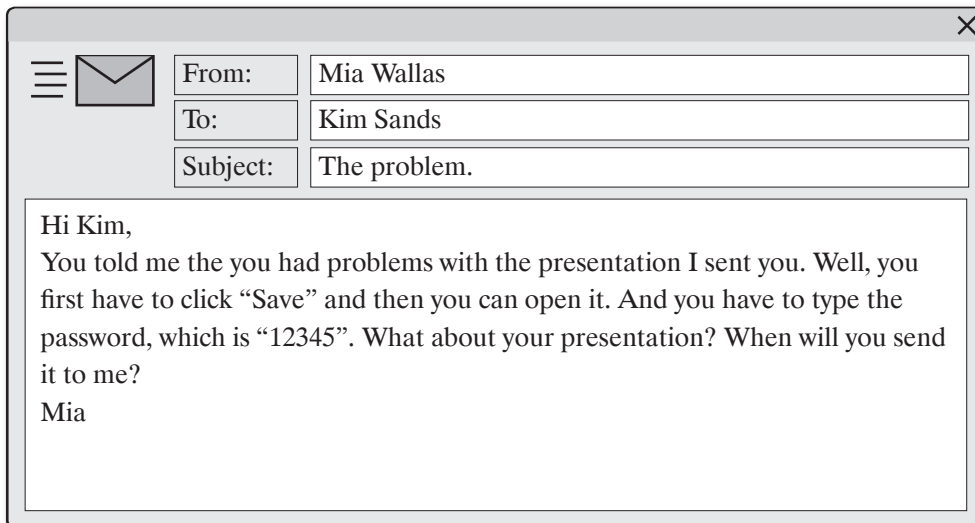 From: Mia Wallas
To: Kim Sands
Subject: The problem.
Hi Kim,
You told me the you had problems with the presentation I sent you. Well, you
first have to click “Save” and then you can open it. And you have to type the
password, which is “12345”. What about your presentation? When will you send
it to me?
Mia